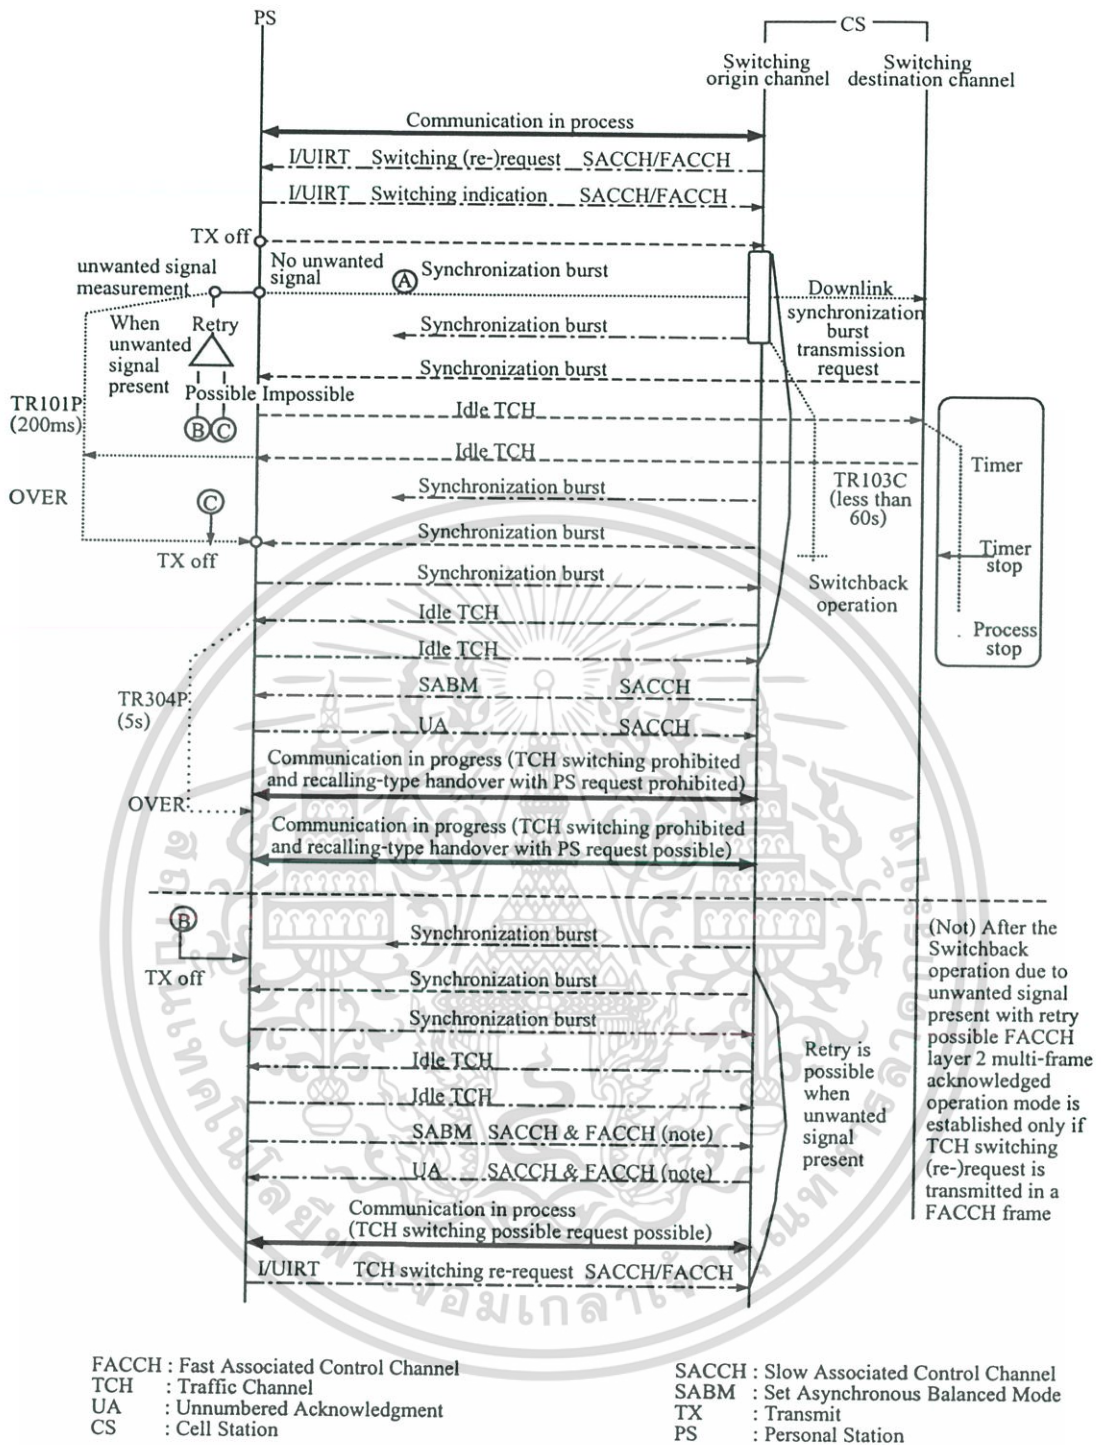 PS
CS
Switching origin channel
Switching destination channel
Communication in process
I/UIRT Switching (re-)request SACCH/FACCH
I/UIRT Switching indication SACCH/FACCH
TX off
unwanted signal measurement
No unwanted signal
A
Synchronization burst
Downlink synchronization burst transmission request
When unwanted signal present
Retry
Synchronization burst
Synchronization burst
Possible Impossible
TR101P (200ms)
B C
Idle TCH
Idle TCH
Timer
TR103C (less than 60s)
OVER
C
Synchronization burst
Synchronization burst
TX off
Timer stop
Synchronization burst
Switchback operation
Idle TCH
Process stop
Idle TCH
SABM SACCH
TR304P (5s)
UA SACCH
Communication in progress (TCH switching prohibited
and recalling-type handover with PS request prohibited)
OVER
Communication in progress (TCH switching prohibited
and recalling-type handover with PS request possible)
B
TX off
Synchronization burst
Synchronization burst
Synchronization burst
Idle TCH
Idle TCH
SABM SACCH & FACCH (note)
UA SACCH & FACCH (note)
Retry is
possible
when
unwanted
signal
present
(Not) After the
Switchback
operation due to
unwanted signal
present with retry
possible FACCH
layer 2 multi-frame
acknowledged
operation mode is
established only if
TCH switching
(re-)request is
transmitted in a
FACCH frame
Communication in process
(TCH switching possible request possible)
I/UIRT TCH switching re-request SACCH/FACCH
FACCH : Fast Associated Control Channel
TCH : Traffic Channel
UA : Unnumbered Acknowledgment
CS : Cell Station
SACCH : Slow Associated Control Channel
SABM : Set Asynchronous Balanced Mode
TX : Transmit
PS : Personal Station